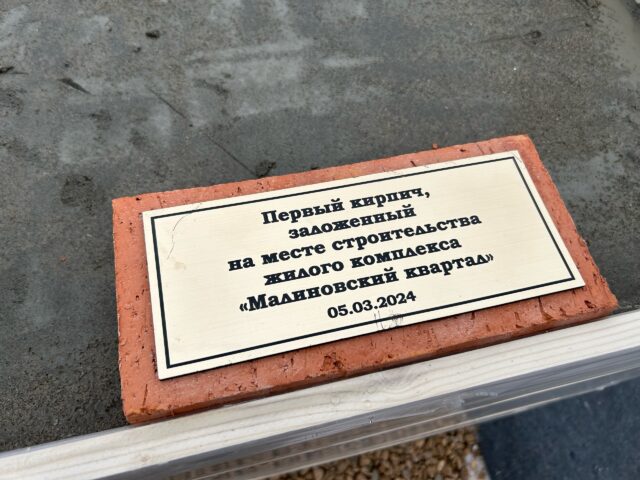 Первый кирпич,
заложенный
на месте строительства
жилого комплекса
«Малиновский квартал»
05.03.2024